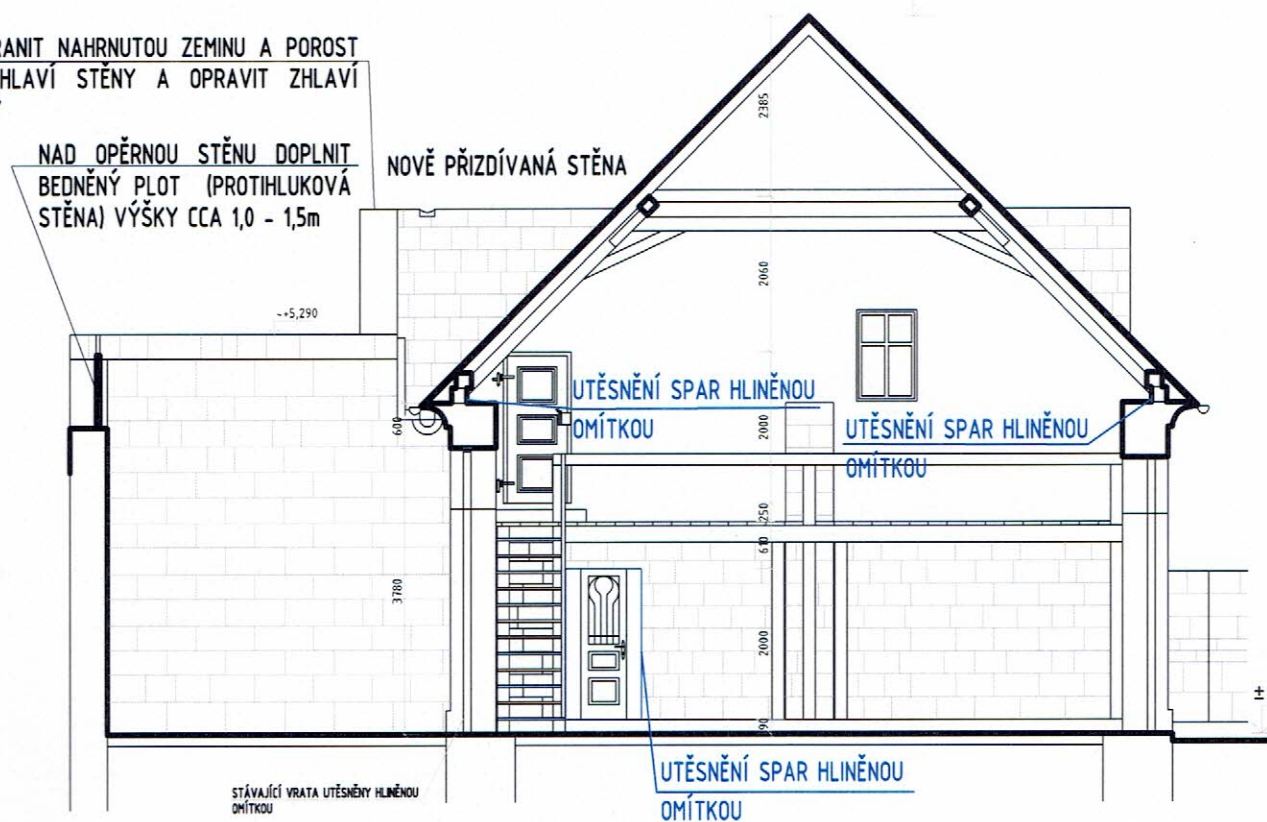 RANIT NAHRNUTOU ZEMINU A POROST
HLAVÍ STĚNY A OPRAVIT ZHLAVÍ
NAD OPĚRNOU STĚNU DOPLNIT
BEDNĚNÝ PLOT (PROTIHLUKOVÁ
STĚNA) VÝŠKY CCA 1,0 - 1,5m
NOVĚ PŘIZDÍVANÁ STĚNA
2385
2060
~+5,290
UTĚSNĚNÍ SPAR HLINĚNOU
OMÍTKOU
600
2000
UTĚSNĚNÍ SPAR HLINĚNOU
OMÍTKOU
250
610
3780
2000
90
±
UTĚSNĚNÍ SPAR HLINĚNOU
OMÍTKOU
STÁVAJÍCÍ VRATA UTĚSNĚNY HLINĚNOU
OMÍTKOU